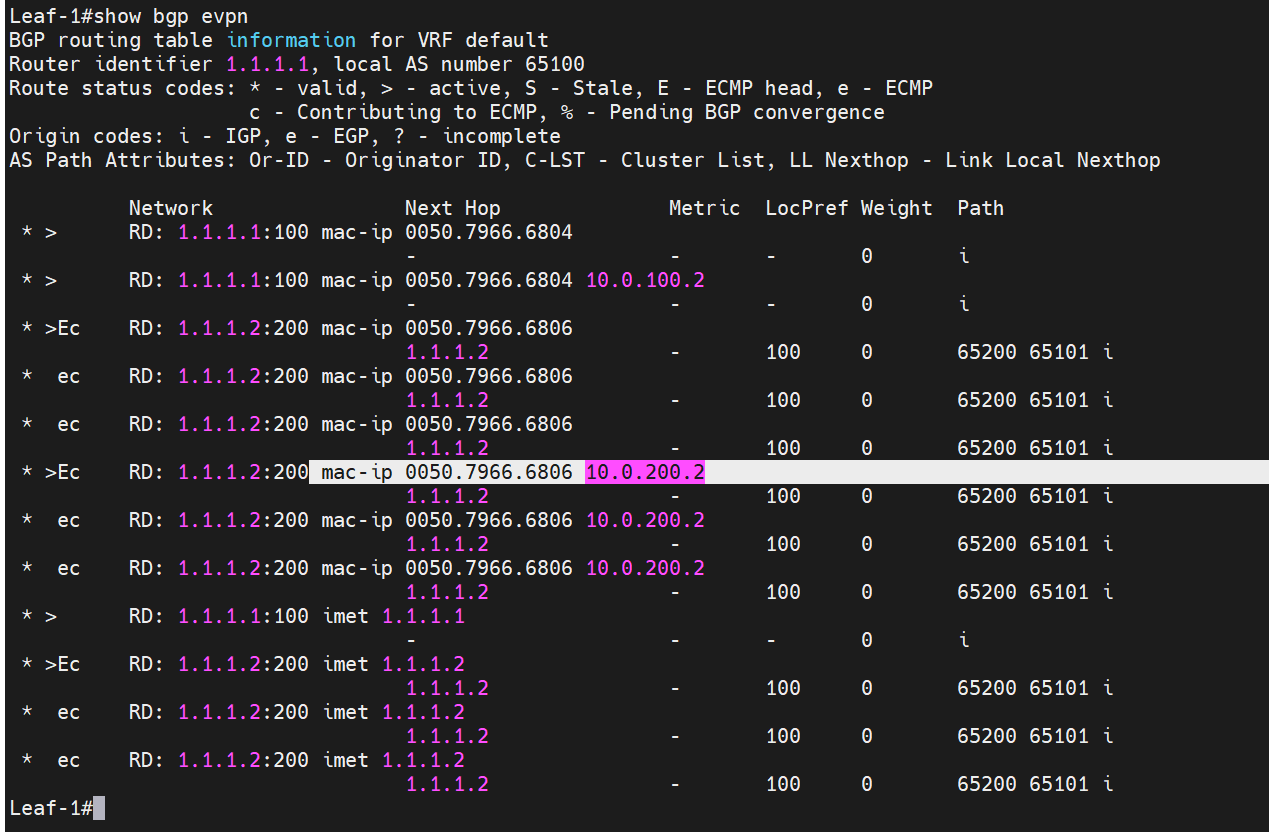 Leaf-1#show bgp evpn
BGP routing table information for VRF default
Router identifier 1.1.1.1, local AS number 65100
Route status codes: * - valid, > - active, S - Stale, E - ECMP head, e - ECMP
                    c - Contributing to ECMP, % - Pending BGP convergence
Origin codes: i - IGP, e - EGP, ? - incomplete
AS Path Attributes: Or-ID - Originator ID, C-LST - Cluster List, LL Nexthop - Link Local Nexthop

          Network                Next Hop              Metric  LocPref Weight  Path
 * >      RD: 1.1.1.1:100 mac-ip 0050.7966.6804
                                 -                     -       -       0       i
 * >      RD: 1.1.1.1:100 mac-ip 0050.7966.6804 10.0.100.2
                                 -                     -       -       0       i
 * >Ec    RD: 1.1.1.2:200 mac-ip 0050.7966.6806
                                 1.1.1.2               -       100     0       65200 65101 i
 *  ec    RD: 1.1.1.2:200 mac-ip 0050.7966.6806
                                 1.1.1.2               -       100     0       65200 65101 i
 *  ec    RD: 1.1.1.2:200 mac-ip 0050.7966.6806
                                 1.1.1.2               -       100     0       65200 65101 i
 * >Ec    RD: 1.1.1.2:200 mac-ip 0050.7966.6806 10.0.200.2
                                 1.1.1.2               -       100     0       65200 65101 i
 *  ec    RD: 1.1.1.2:200 mac-ip 0050.7966.6806 10.0.200.2
                                 1.1.1.2               -       100     0       65200 65101 i
 *  ec    RD: 1.1.1.2:200 mac-ip 0050.7966.6806 10.0.200.2
                                 1.1.1.2               -       100     0       65200 65101 i
 * >      RD: 1.1.1.1:100 imet 1.1.1.1
                                 -                     -       -       0       i
 * >Ec    RD: 1.1.1.2:200 imet 1.1.1.2
                                 1.1.1.2               -       100     0       65200 65101 i
 *  ec    RD: 1.1.1.2:200 imet 1.1.1.2
                                 1.1.1.2               -       100     0       65200 65101 i
 *  ec    RD: 1.1.1.2:200 imet 1.1.1.2
                                 1.1.1.2               -       100     0       65200 65101 i
Leaf-1#